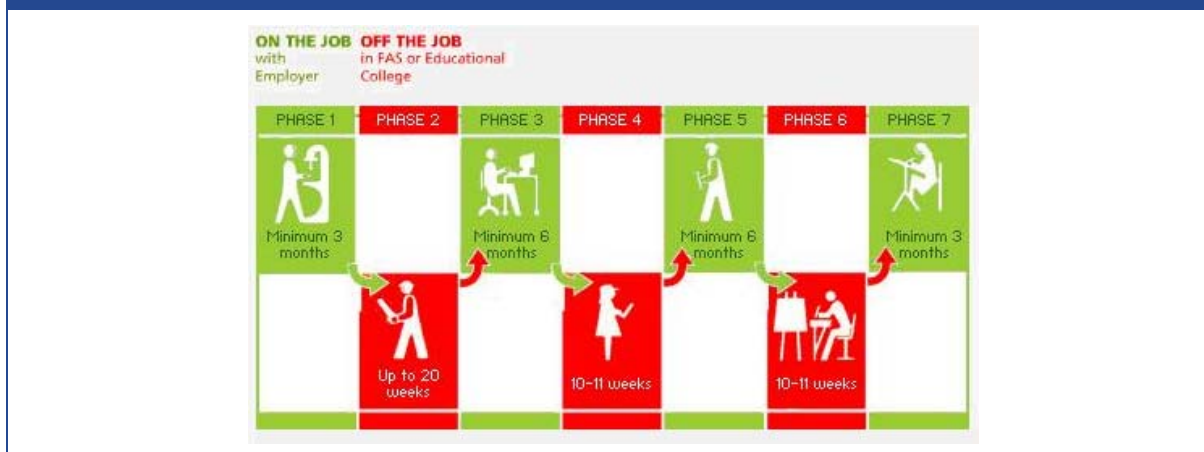 ON THE JOB
with
Employer
OFF THE JOB
in FAS or Educational
College
PHASE 1
PHASE 2
PHASE 3
PHASE 4
PHASE 5
PHASE 6
PHASE 7
Minimum 3
months
Minimum 6
months
Minimum 6
months
Minimum 3
months
Up to 20
weeks
10-11 weeks
10-11 weeks